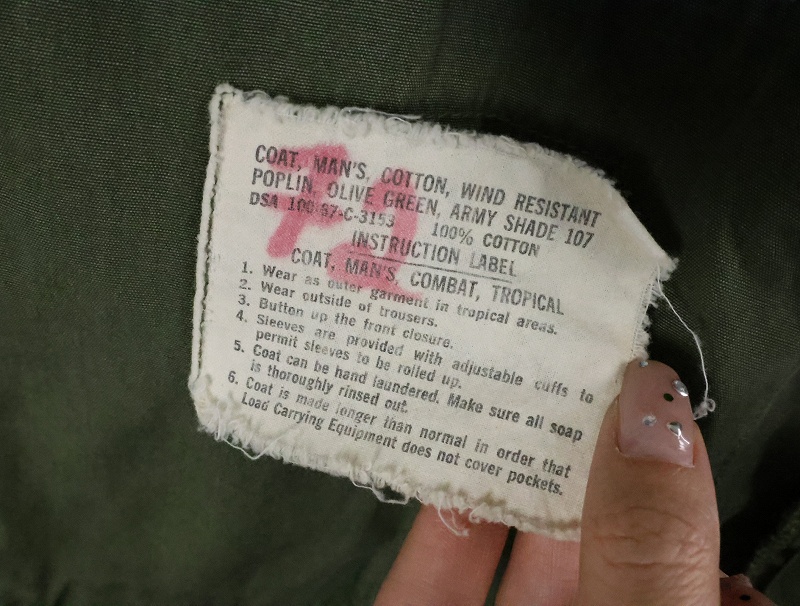 COAT, MAN'S, COTTON, WIND RESISTANT
POPLIN, OLIVE GREEN, ARMY SHADE 107
DSA 100-67-C-3153 100% COTTON
INSTRUCTION LABEL
COAT, MAN'S, COMBAT, TROPICAL
1. Wear as outer garment in tropical areas.
2. Wear outside of trousers.
3. Button up the front closure.
4. Sleeves are provided with adjustable cuffs to
permit sleeves to be rolled up.
5. Coat can be hand laundered. Make sure all soap
is thoroughly rinsed out.
6. Coat is made longer than normal in order that
Load Carrying Equipment does not cover pockets.